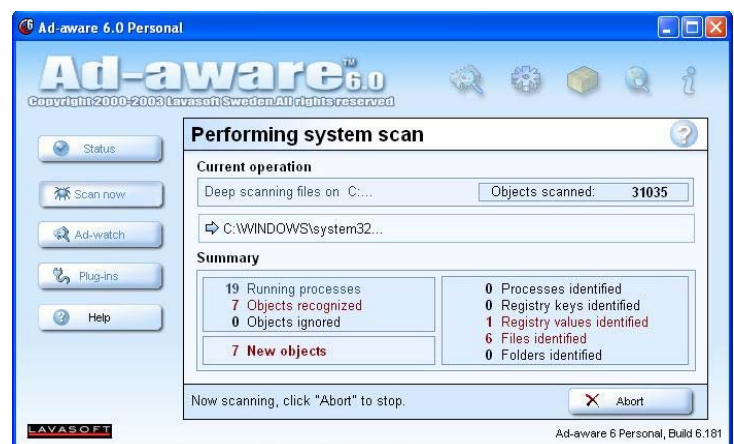 Ad-aware 6.0 Personal
Ad-aware™ 6.0
Copyright 2000-2003 Lavasoft Sweden.All rights reserved
Status
Scan now
Ad-watch
Plug-ins
Help
Performing system scan
Current operation
Deep scanning files on C:...
Objects scanned: 31035
C:\WINDOWS\system32...
Summary
19 Running processes
7 Objects recognized
0 Objects ignored
7 New objects
0 Processes identified
0 Registry keys identified
1 Registry values identified
6 Files identified
0 Folders identified
Now scanning, click "Abort" to stop.
Abort
LAVASOFT
Ad-aware 6 Personal, Build 6.181